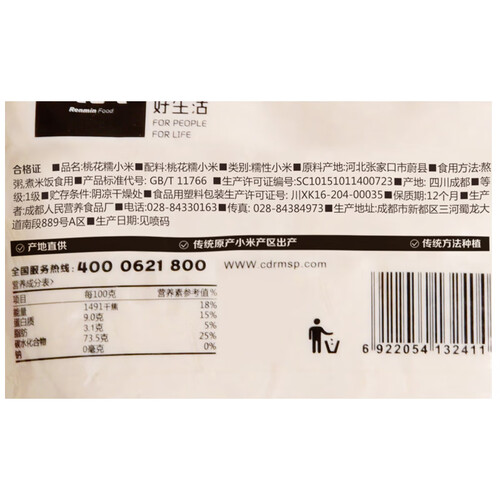 Renmin Food
好生活
FOR PEOPLE
FOR LIFE
合格证 ■品名:桃花糯小米■配料:桃花糯小米■类别:糯性小米■原料产地:河北张家口市蔚县■食用方法:熬
粥,煮米饭食用■产品标准代号: GB/T 11766 ■生产许可证编号:SC10151011400723■产地: 四川成都■等
级:1级■贮存条件:阴凉干燥处■食品用塑料包装生产许可证: 川XK16-204-00035■保质期:12个月■生产
者:成都人民营养食品厂■电话:028-84330163■传真: 028-84384973■生产地址:成都市新都区三河蜀龙大
道南段889号A区■生产日期:见喷码
产地直供
传统原产小米产区出产
传统方法种植
全国服务热线: 400 0621 800
www.cdrmsp.com
营养成分表
项目 每100克 营养素参考值%
能量 1491千焦 18%
蛋白质 9.0克 15%
脂肪 3.1克 5%
碳水化合物 73.5克 25%
钠 0毫克 0%
6 922054 132411